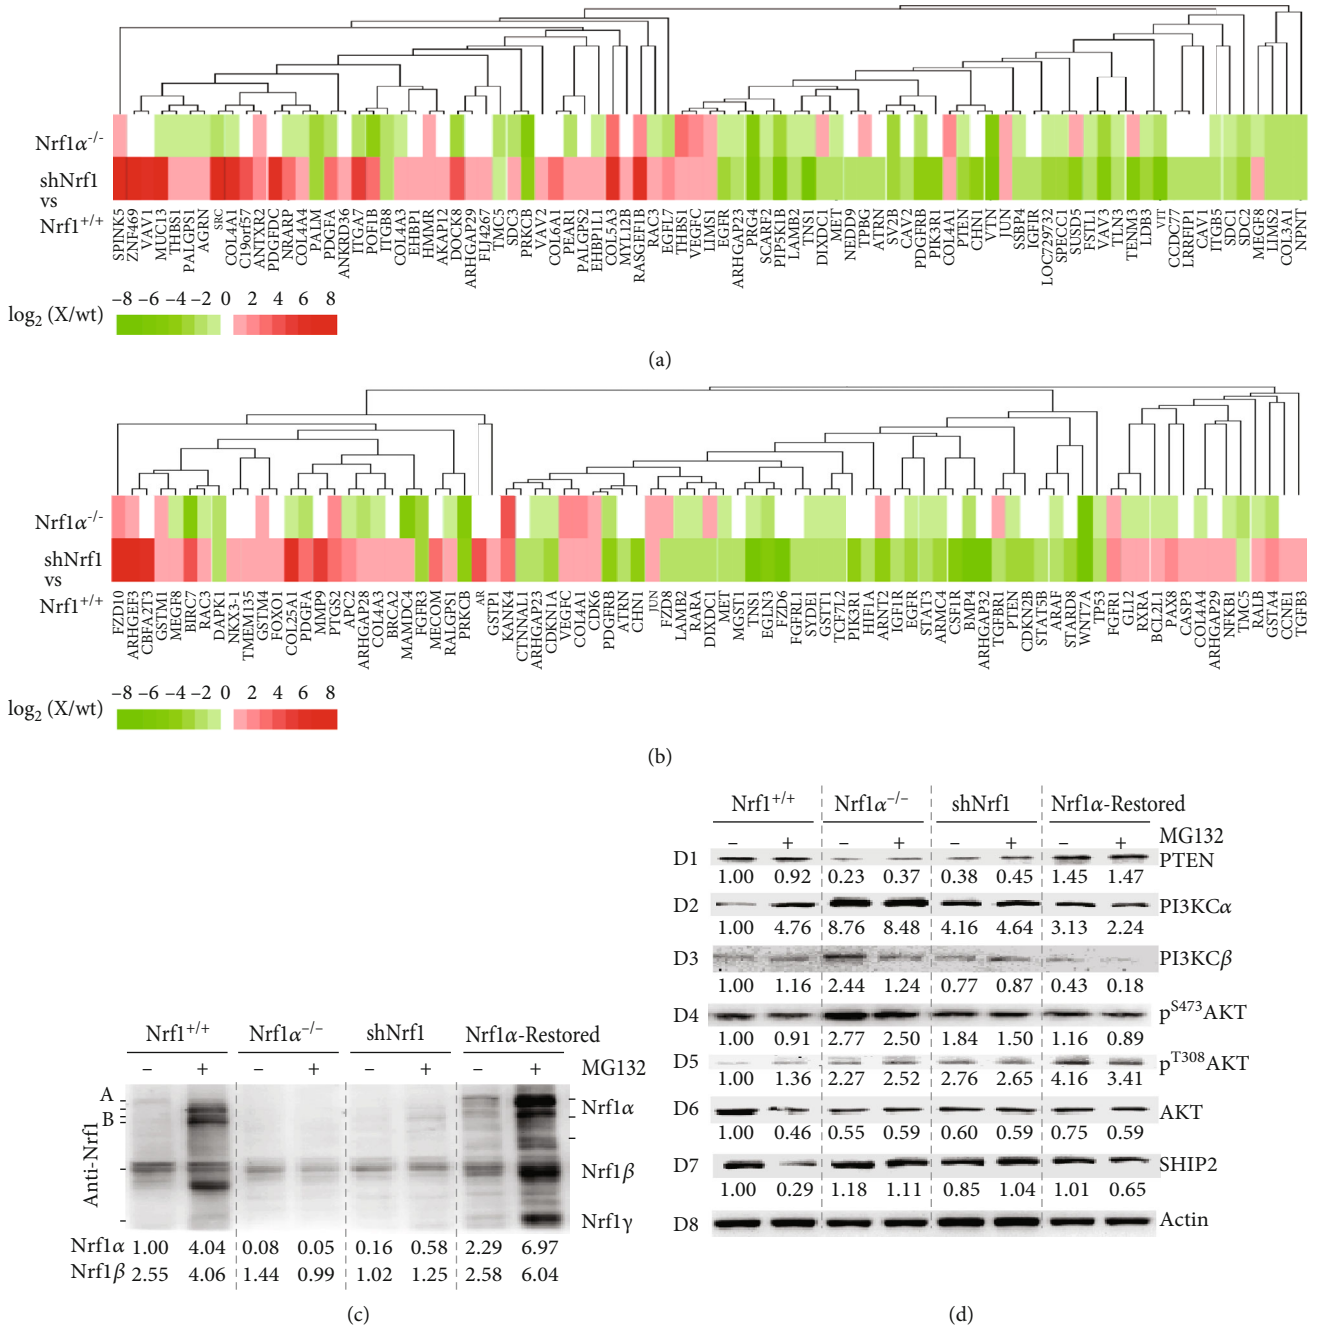 Nrf1α-/-
shNrf1
vs
Nrf1+/+
SPINK5 ZNF469 VAV1 MUC13 THBS1 PALGPS1 AGRN SRC COL4A1 C19orf57 ANTXR2 PDGFDC NRARP COL4A4 PALM PDGFA ANKRD36 ITGA7 POF1B ITGB8 COL4A3 EHBP1 HMMR AKAP12 DOCK8 ARHGAP29 FLJ4267 TMC5 SDC3 PRKCB VAV2 COL6A1 PEAR1 PALGPS2 EHBP1L1 COL5A3 MYL12B RASGEF1B RAC3 EGFL7 THBS1 VEGFC LIMS1 EGFR ARHGAP23 PRG4 SCARF2 PIP5K1B LAMB2 TNS1 DIXDC1 MET NEDD9 TPBG ATRN SV2B CAV2 PDGFRB PIK3R1 COL4A1 PTEN CHN1 VTN JUN SSBP4 IGFIR LOC729732 SPECC1 SUSD5 FSTL1 VAV3 TLN3 TENM3 LDB3 VIT CCDC77 LRRFIP1 CAV1 ITGB5 SDC1 SDC2 MEGF8 LIMS2 COL3A1 NPNT
−8 −6 −4 −2 0 2 4 6 8
log2 (X/wt)
(a)
Nrf1α-/-
shNrf1
vs
Nrf1+/+
FZD10 ARHGEF3 CBFA2T3 GSTM1 MEGF8 BIRC7 RAC3 DAPK1 NKX3-1 TMEM135 GSTM4 FOXO1 COL25A1 PDGFA MMP9 PTGS2 APC2 ARHGAP28 COL4A3 BRCA2 MAMDC4 FGFR3 MECOM RALGPS1 PRKCB AR GSTP1 KANK4 CTNNAL1 ARHGAP23 CDKN1A VEGFC COL4A1 CDK6 PDGFRB ATRN CHN1 JUN FZD8 LAMB2 RARA DIXDC1 MET MGST1 TNS1 EGLN3 FZD6 FGFRL1 SYDE1 GSTT1 TCF7L2 PIK3R1 HIF1A ARNT2 IGF1R EGFR STAT3 ARMC4 CSF1R BMP4 ARHGAP32 TGFBR1 PTEN CDKN2B STAT5B ARAF STARD8 WNT7A TP53 FGFR1 GL12 RXRA BCL2L1 PAX8 CASP3 COL4A4 ARHGAP29 NFKB1 TMC5 RALB GSTA4 CCNE1 TGFB3
−8 −6 −4 −2 0 2 4 6 8
log2 (X/wt)
(b)
Nrf1+/+ Nrf1α−/− shNrf1 Nrf1α-Restored
− + − + − + − + MG132
A
B
Anti-Nrf1
Nrf1α
Nrf1β
Nrf1γ
Nrf1α 1.00 4.04 0.08 0.05 0.16 0.58 2.29 6.97
Nrf1β 2.55 4.06 1.44 0.99 1.02 1.25 2.58 6.04
(c)
Nrf1+/+ Nrf1α−/− shNrf1 Nrf1α-Restored
− + − + − + − + MG132
D1 PTEN
1.00 0.92 0.23 0.37 0.38 0.45 1.45 1.47
D2 PI3KCα
1.00 4.76 8.76 8.48 4.16 4.64 3.13 2.24
D3 PI3KCβ
1.00 1.16 2.44 1.24 0.77 0.87 0.43 0.18
D4 pS473AKT
1.00 0.91 2.77 2.50 1.84 1.50 1.16 0.89
D5 pT308AKT
1.00 1.36 2.27 2.52 2.76 2.65 4.16 3.41
D6 AKT
1.00 0.46 0.55 0.59 0.60 0.59 0.75 0.59
D7 SHIP2
1.00 0.29 1.18 1.11 0.85 1.04 1.01 0.65
D8 Actin
(d)